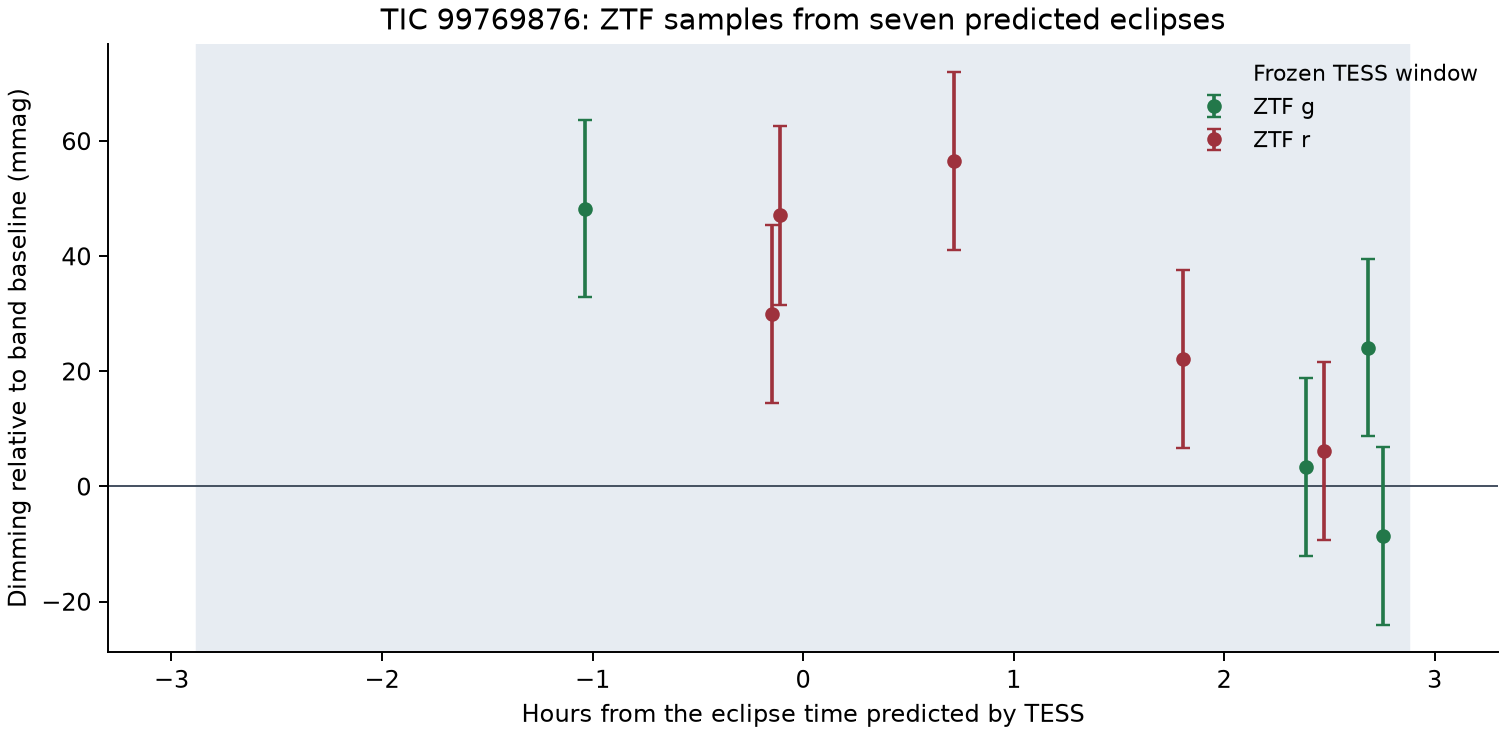 TIC 99769876: ZTF samples from seven predicted eclipses
Frozen TESS window
ZTF g
ZTF r
Dimming relative to band baseline (mmag)
60
40
20
0
−20
−3
−2
−1
0
1
2
3
Hours from the eclipse time predicted by TESS